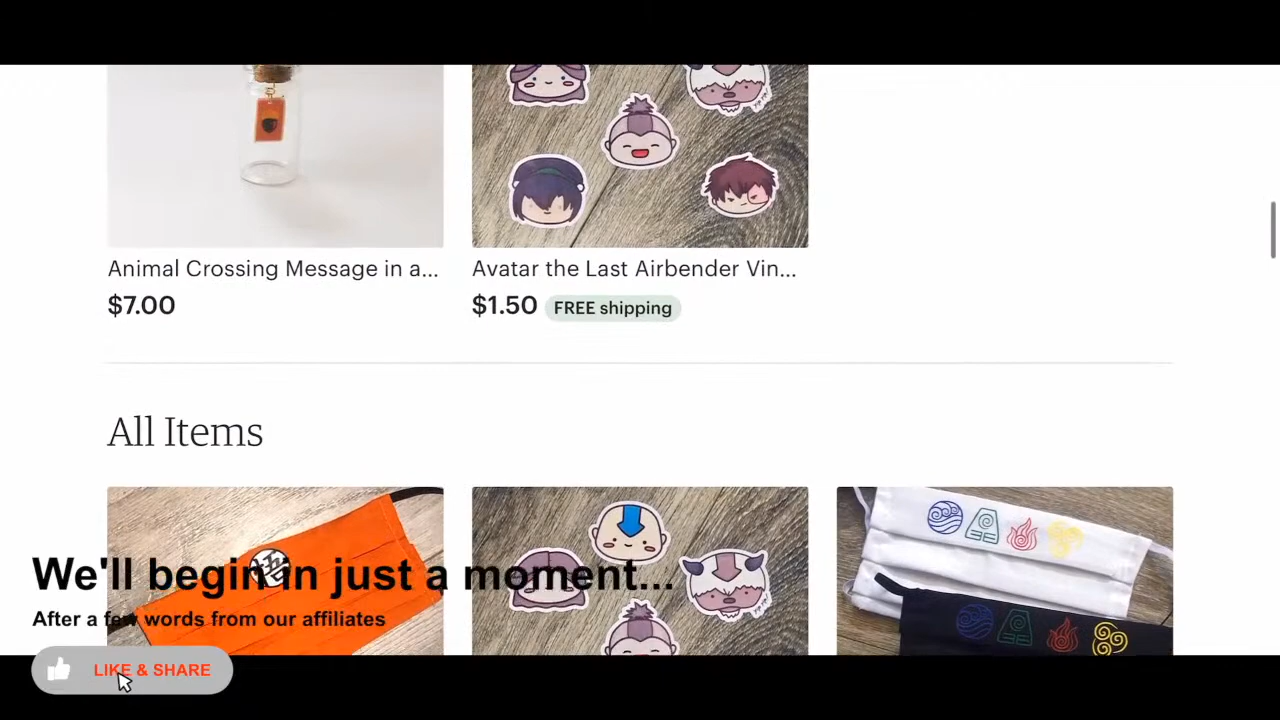 Animal Crossing Message in a...
Avatar the Last Airbender Vin...
$7.00
$1.50 FREE shipping
All Items
悟
We'll begin in just a moment...
After a few words from our affiliates
LIKE & SHARE